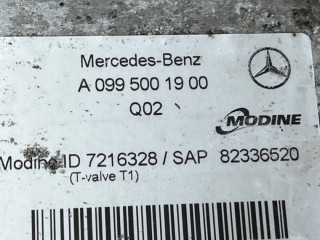 Mercedes-Benz
A 099 500 19 00
Q02
MODINE
Modine ID 7216328 / SAP 82336520
(T-valve T1)